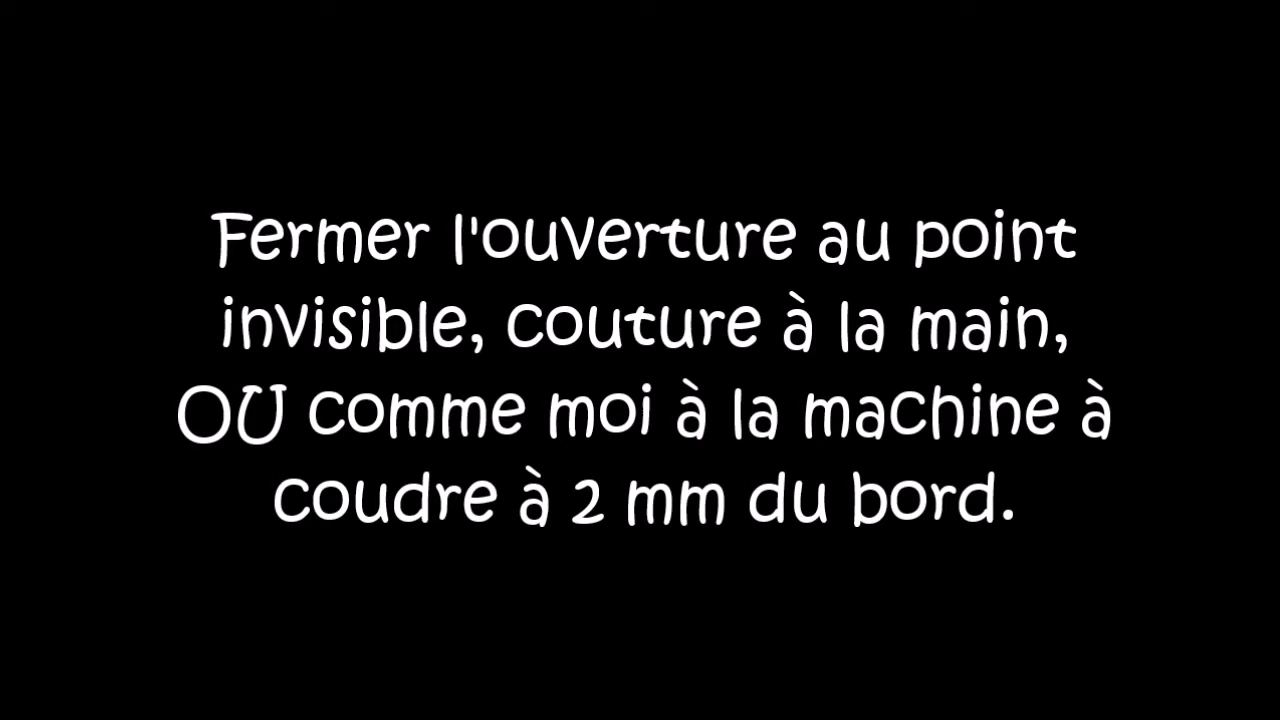 Fermer l'ouverture au point
invisible, couture à la main,
OU comme moi à la machine à
coudre à 2 mm du bord.